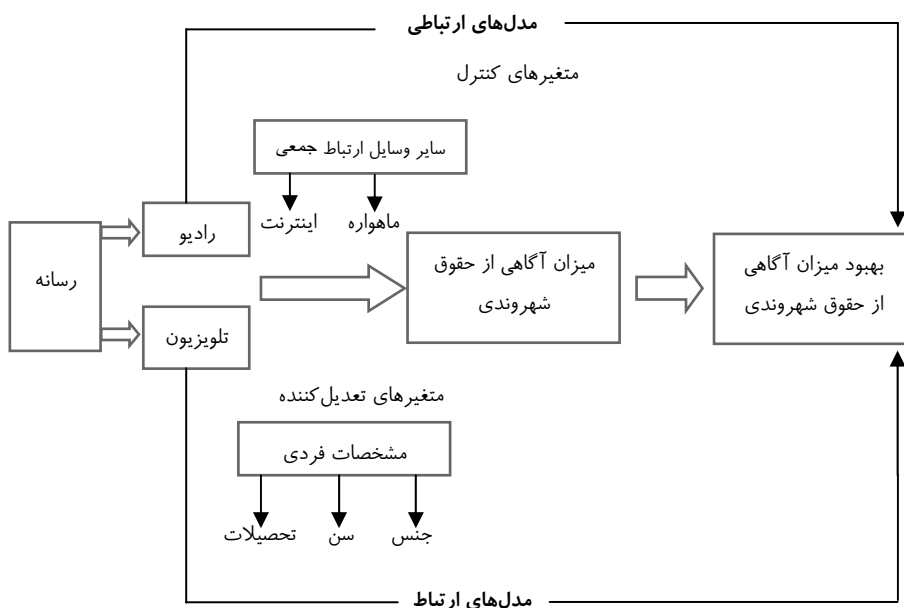 مدل‌های ارتباطی
متغیرهای کنترل
سایر وسایل ارتباط جمعی
اینترنت
ماهواره
رسانه
رادیو
تلویزیون
میزان آگاهی از حقوق
شهروندی
بهبود میزان آگاهی
از حقوق شهروندی
متغیرهای تعدیل‌کننده
مشخصات فردی
جنس
سن
تحصیلات
مدل‌های ارتباط